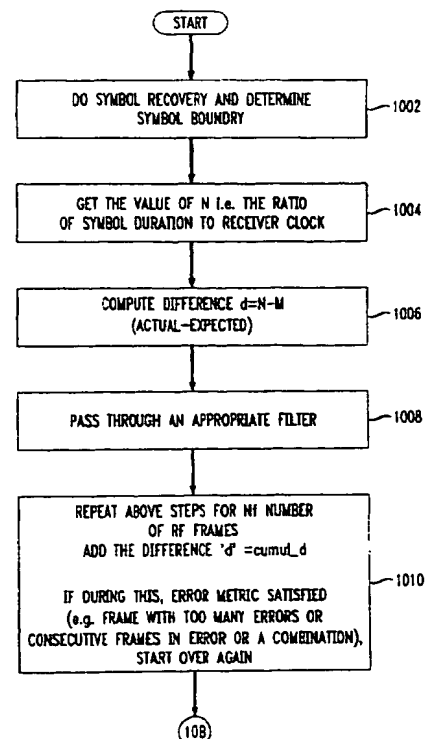 START
DO SYMBOL RECOVERY AND DETERMINE
SYMBOL BOUNDRY
1002
GET THE VALUE OF N i.e. THE RATIO
OF SYMBOL DURATION TO RECEIVER CLOCK
1004
COMPUTE DIFFERENCE d=N-M
(ACTUAL-EXPECTED)
1006
PASS THROUGH AN APPROPRIATE FILTER
1008
REPEAT ABOVE STEPS FOR Nf NUMBER
OF RF FRAMES
ADD THE DIFFERENCE 'd' =cumul_d
IF DURING THIS, ERROR METRIC SATISFIED
(e.g. FRAME WITH TOO MANY ERRORS OR
CONSECUTIVE FRAMES IN ERROR OR A COMBINATION),
START OVER AGAIN
1010
10B